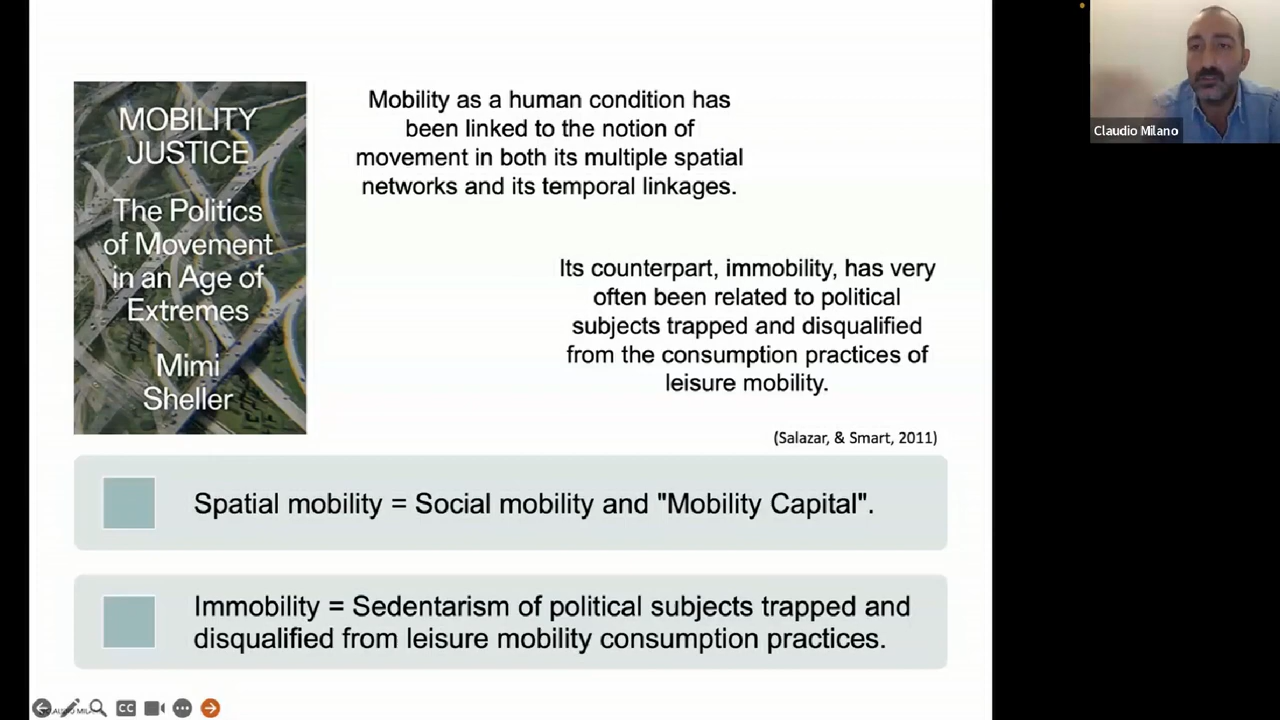 MOBILITY
JUSTICE
The Politics
of Movement
in an Age of
Extremes
Mimi
Sheller
Mobility as a human condition has
been linked to the notion of
movement in both its multiple spatial
networks and its temporal linkages.
Its counterpart, immobility, has very
often been related to political
subjects trapped and disqualified
from the consumption practices of
leisure mobility.
(Salazar, & Smart, 2011)
Spatial mobility = Social mobility and "Mobility Capital".
Immobility = Sedentarism of political subjects trapped and
disqualified from leisure mobility consumption practices.
Claudio Milano
CC